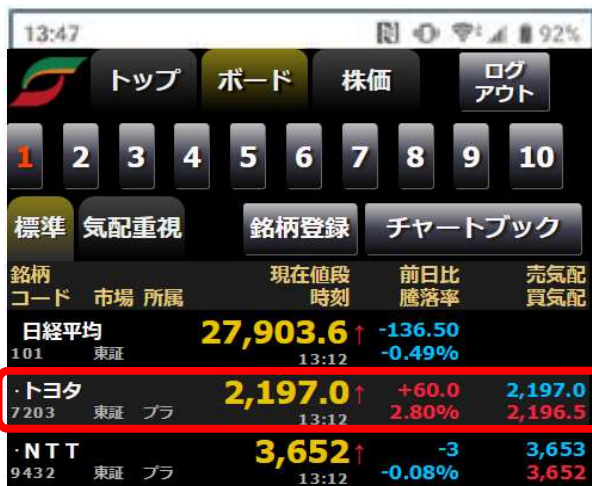 13:47 92%
トップ ボード 株価 ログ
アウト
1 2 3 4 5 6 7 8 9 10
標準 気配重視 銘柄登録 チャートブック
銘柄 現在値段 前日比 売気配
コード 市場 所属 時刻 騰落率 買気配
日経平均 27,903.6↑ -136.50
101 東証 13:12 -0.49%
·トヨタ 2,197.0↑ +60.0 2,197.0
7203 東証 プラ 13:12 2.80% 2,196.5
·NTT 3,652↑ -3 3,653
9432 東証 プラ 13:12 -0.08% 3,652